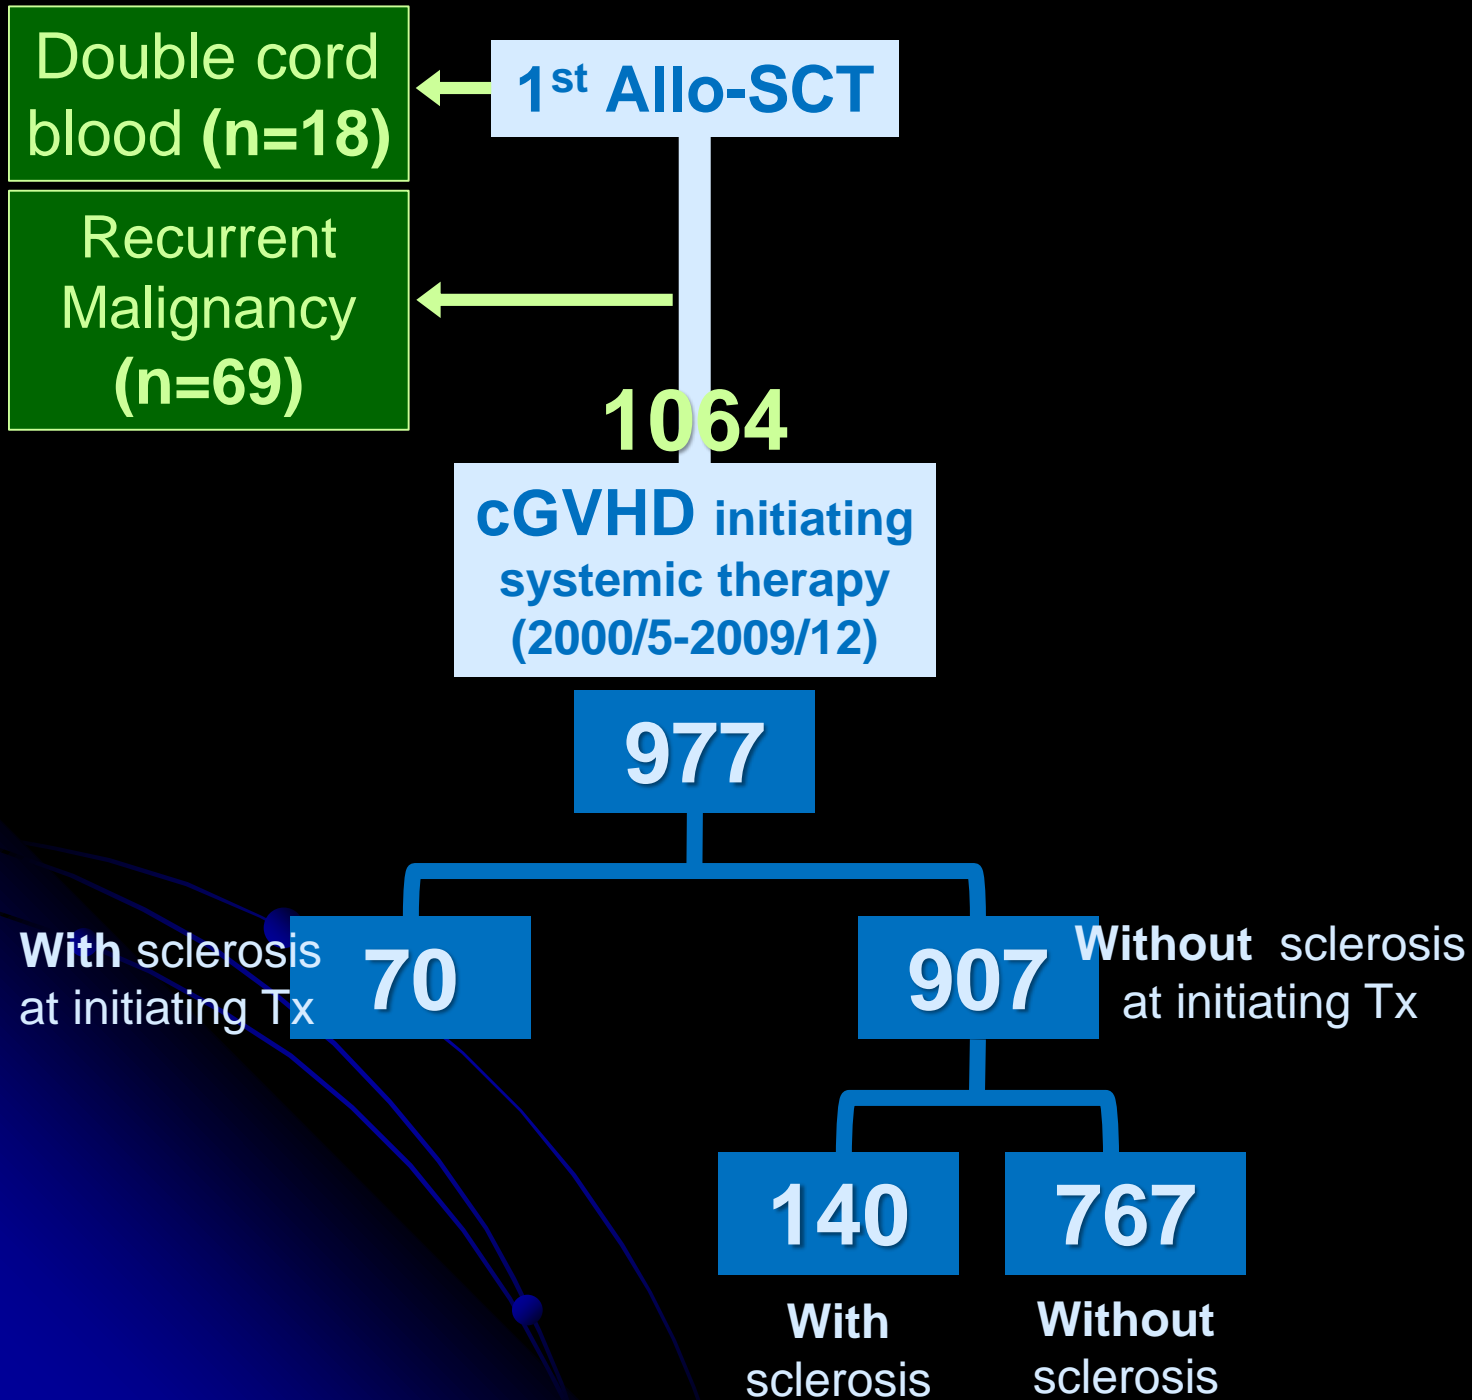 Double cord
blood (n=18)
1st Allo-SCT
Recurrent
Malignancy
(n=69)
1064
cGVHD initiating
systemic therapy
(2000/5-2009/12)
977
With sclerosis
at initiating Tx
70
907
Without sclerosis
at initiating Tx
140
767
With
sclerosis
Without
sclerosis